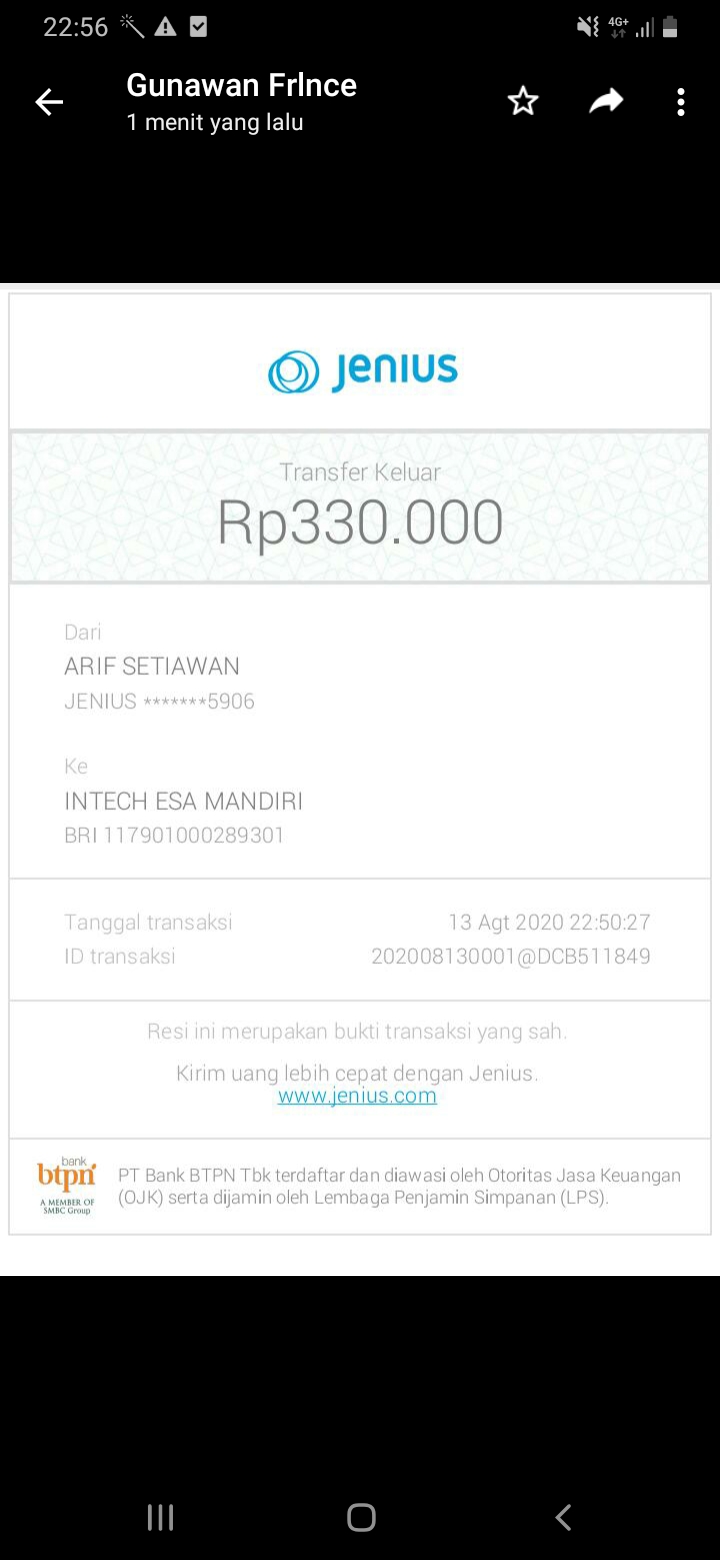 22:56
4G+
Gunawan Frlnce
1 menit yang lalu
Jenius
Transfer Keluar
Rp330.000
Dari
ARIF SETIAWAN
JENIUS *******5906
Ke
INTECH ESA MANDIRI
BRI 117901000289301
Tanggal transaksi 13 Agt 2020 22:50:27
ID transaksi 202008130001@DCB511849
Resi ini merupakan bukti transaksi yang sah.
Kirim uang lebih cepat dengan Jenius.
www.jenius.com
bank
btpn
A MEMBER OF
SMBC Group
PT Bank BTPN Tbk terdaftar dan diawasi oleh Otoritas Jasa Keuangan
(OJK) serta dijamin oleh Lembaga Penjamin Simpanan (LPS).